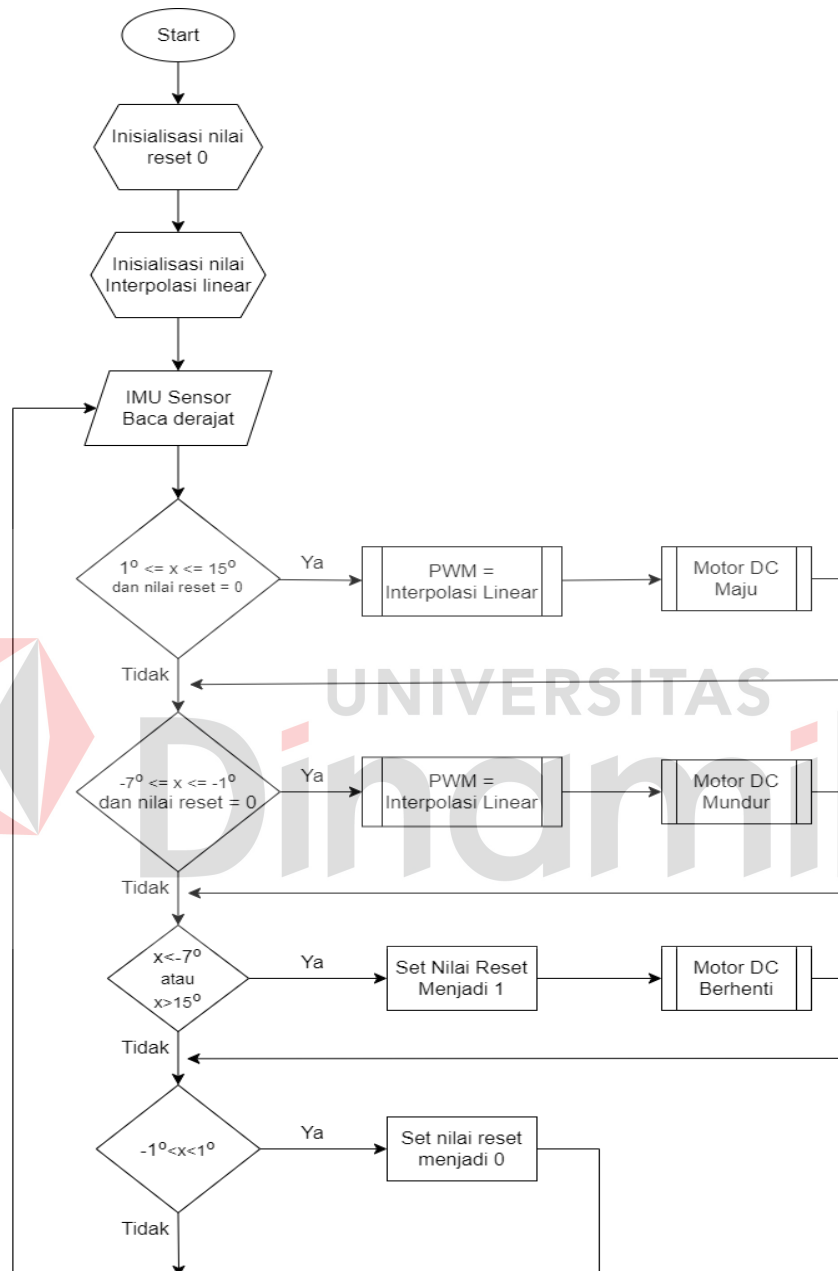 Start
Inisialisasi nilai
reset 0
Inisialisasi nilai
Interpolasi linear
IMU Sensor
Baca derajat
1º <= x <= 15º
dan nilai reset = 0
Ya
PWM =
Interpolasi Linear
Motor DC
Maju
Tidak
UNIVERSITAS
Dinami
-7º <= x <= -1º
dan nilai reset = 0
Ya
PWM =
Interpolasi Linear
Motor DC
Mundur
Tidak
x<-7º
atau
x>15º
Ya
Set Nilai Reset
Menjadi 1
Motor DC
Berhenti
Tidak
-1º<x<1º
Ya
Set nilai reset
menjadi 0
Tidak